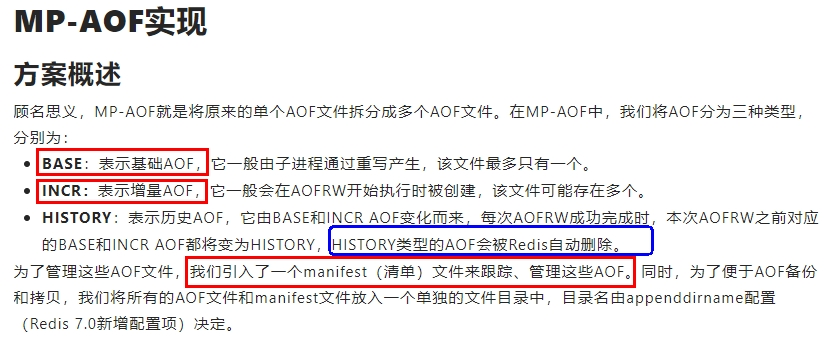 MP-AOF实现
方案概述
顾名思义，MP-AOF就是将原来的单个AOF文件拆分成多个AOF文件。在MP-AOF中，我们将AOF分为三种类型，
分别为：
BASE：表示基础AOF，它一般由子进程通过重写产生，该文件最多只有一个。
INCR：表示增量AOF，它一般会在AOFRW开始执行时被创建，该文件可能存在多个。
HISTORY：表示历史AOF，它由BASE和INCR AOF变化而来，每次AOFRW成功完成时，本次AOFRW之前对应
的BASE和INCR AOF都将变为HISTORY，HISTORY类型的AOF会被Redis自动删除。
为了管理这些AOF文件，我们引入了一个manifest（清单）文件来跟踪、管理这些AOF。同时，为了便于AOF备份
和拷贝，我们将所有的AOF文件和manifest文件放入一个单独的文件目录中，目录名由appenddirname配置
（Redis 7.0新增配置项）决定。